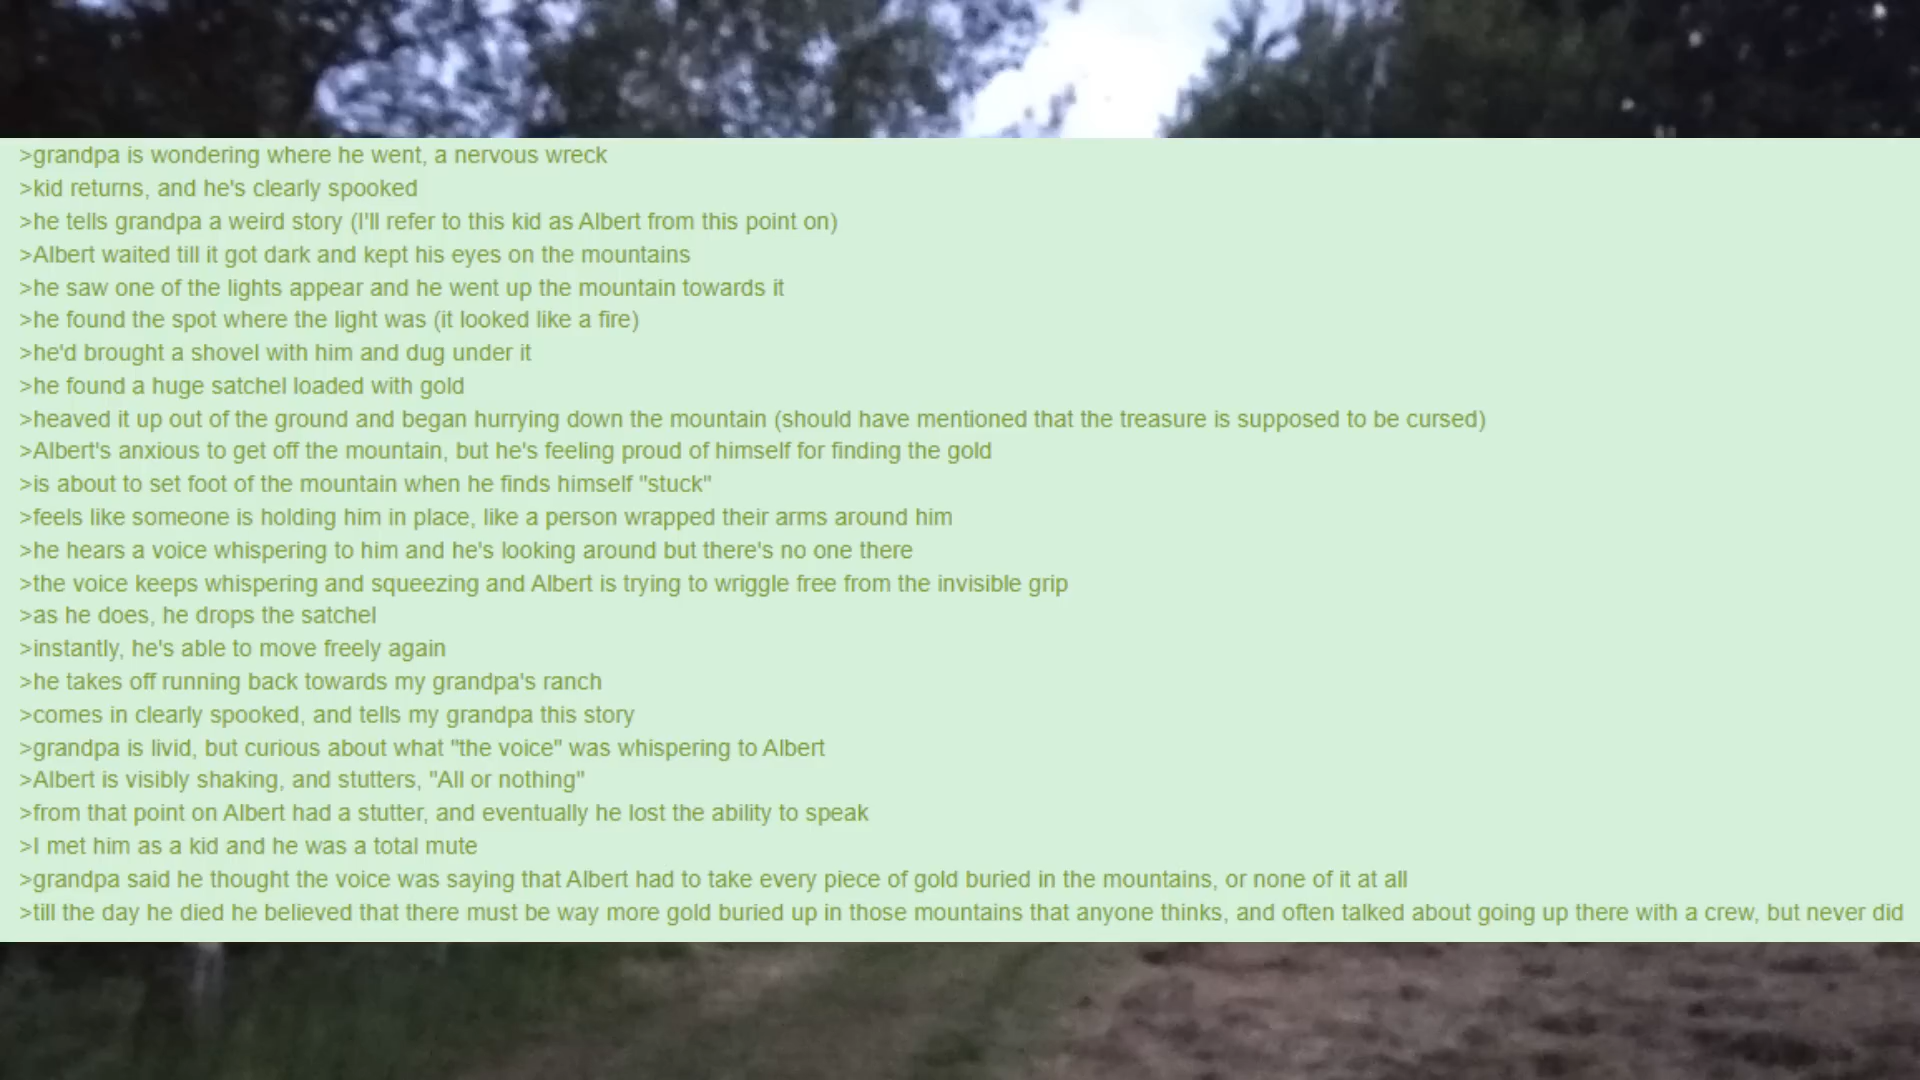 >grandpa is wondering where he went, a nervous wreck
>kid returns, and he's clearly spooked
>he tells grandpa a weird story (I'll refer to this kid as Albert from this point on)
>Albert waited till it got dark and kept his eyes on the mountains
>he saw one of the lights appear and he went up the mountain towards it
>he found the spot where the light was (it looked like a fire)
>he'd brought a shovel with him and dug under it
>he found a huge satchel loaded with gold
>heaved it up out of the ground and began hurrying down the mountain (should have mentioned that the treasure is supposed to be cursed)
>Albert's anxious to get off the mountain, but he's feeling proud of himself for finding the gold
>is about to set foot of the mountain when he finds himself "stuck"
>feels like someone is holding him in place, like a person wrapped their arms around him
>he hears a voice whispering to him and he's looking around but there's no one there
>the voice keeps whispering and squeezing and Albert is trying to wriggle free from the invisible grip
>as he does, he drops the satchel
>instantly, he's able to move freely again
>he takes off running back towards my grandpa's ranch
>comes in clearly spooked, and tells my grandpa this story
>grandpa is livid, but curious about what "the voice" was whispering to Albert
>Albert is visibly shaking, and stutters, "All or nothing"
>from that point on Albert had a stutter, and eventually he lost the ability to speak
>I met him as a kid and he was a total mute
>grandpa said he thought the voice was saying that Albert had to take every piece of gold buried in the mountains, or none of it at all
>till the day he died he believed that there must be way more gold buried up in those mountains that anyone thinks, and often talked about going up there with a crew, but never did